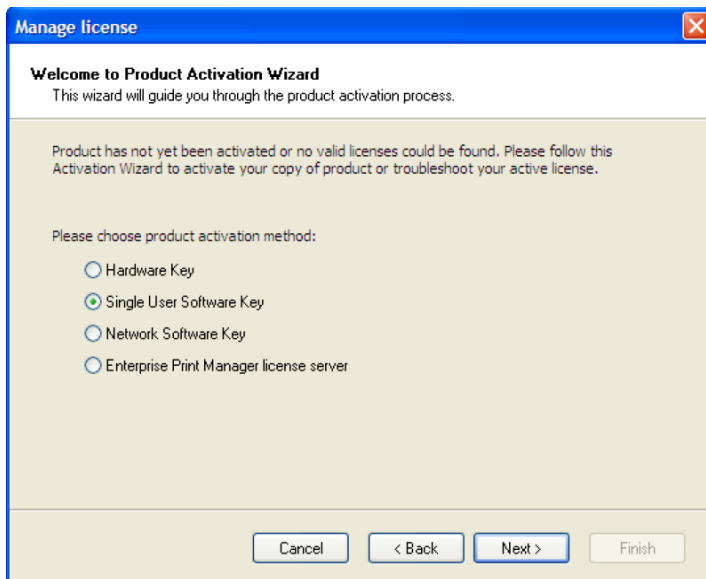 Manage license
Welcome to Product Activation Wizard
This wizard will guide you through the product activation process.
Product has not yet been activated or no valid licenses could be found. Please follow this
Activation Wizard to activate your copy of product or troubleshoot your active license.
Please choose product activation method:
Hardware Key
Single User Software Key
Network Software Key
Enterprise Print Manager license server
Cancel
< Back
Next >
Finish